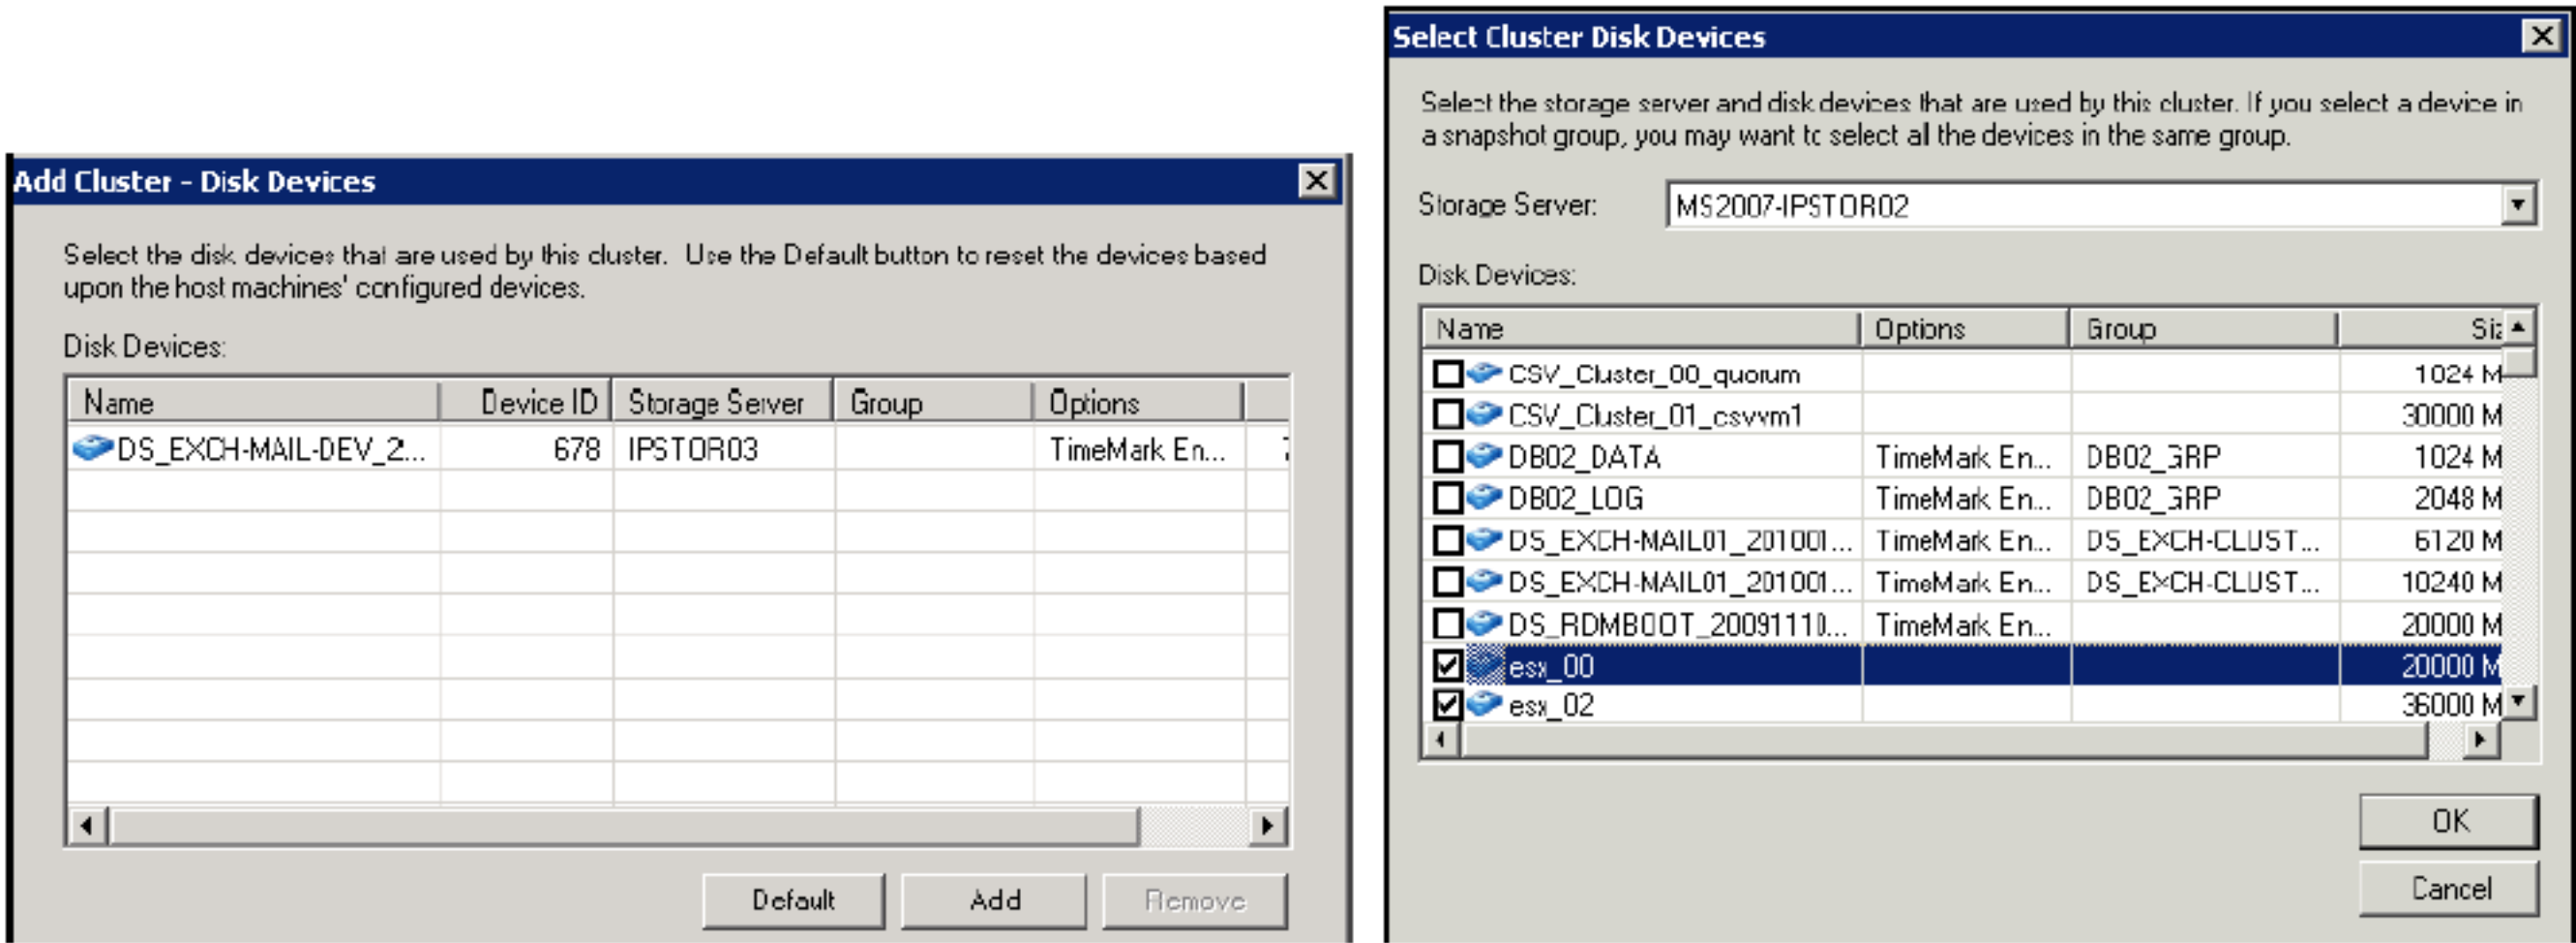 Add Cluster - Disk Devices
Select the disk devices that are used by this cluster. Use the Default button to reset the devices based
upon the host machines' configured devices.
Disk Devices:
Name Device ID Storage Server Group Options
DS_EXCH-MAIL-DEV_2... 678 IPSTOR03 TimeMark En...
Default Add Remove
Select Cluster Disk Devices
Select the storage server and disk devices that are used by this cluster. If you select a device in
a snapshot group, you may want to select all the devices in the same group.
Storage Server: MS2007-IPSTOR02
Disk Devices:
Name Options Group Siz
CSV_Cluster_00_quorum 1024 M
CSV_Cluster_01_csvvm1 30000 M
DB02_DATA TimeMark En... DB02_GRP 1024 M
DB02_LOG TimeMark En... DB02_GRP 2048 M
DS_EXCH-MAIL01_201001... TimeMark En... DS_EXCH-CLUST... 6120 M
DS_EXCH-MAIL01_201001... TimeMark En... DS_EXCH-CLUST... 10240 M
DS_RDMBOOT_20091110... TimeMark En... 20000 M
esx_00 20000 M
esx_02 36000 M
OK
Cancel